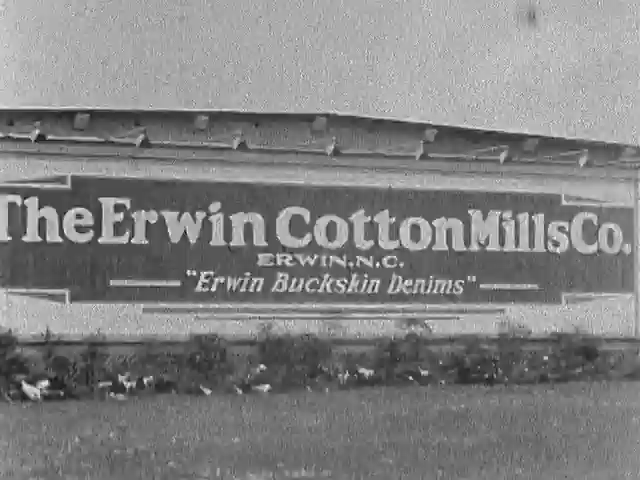 The Erwin Cotton Mills Co.
ERWIN, N.C.
"Erwin Buckskin Denims"